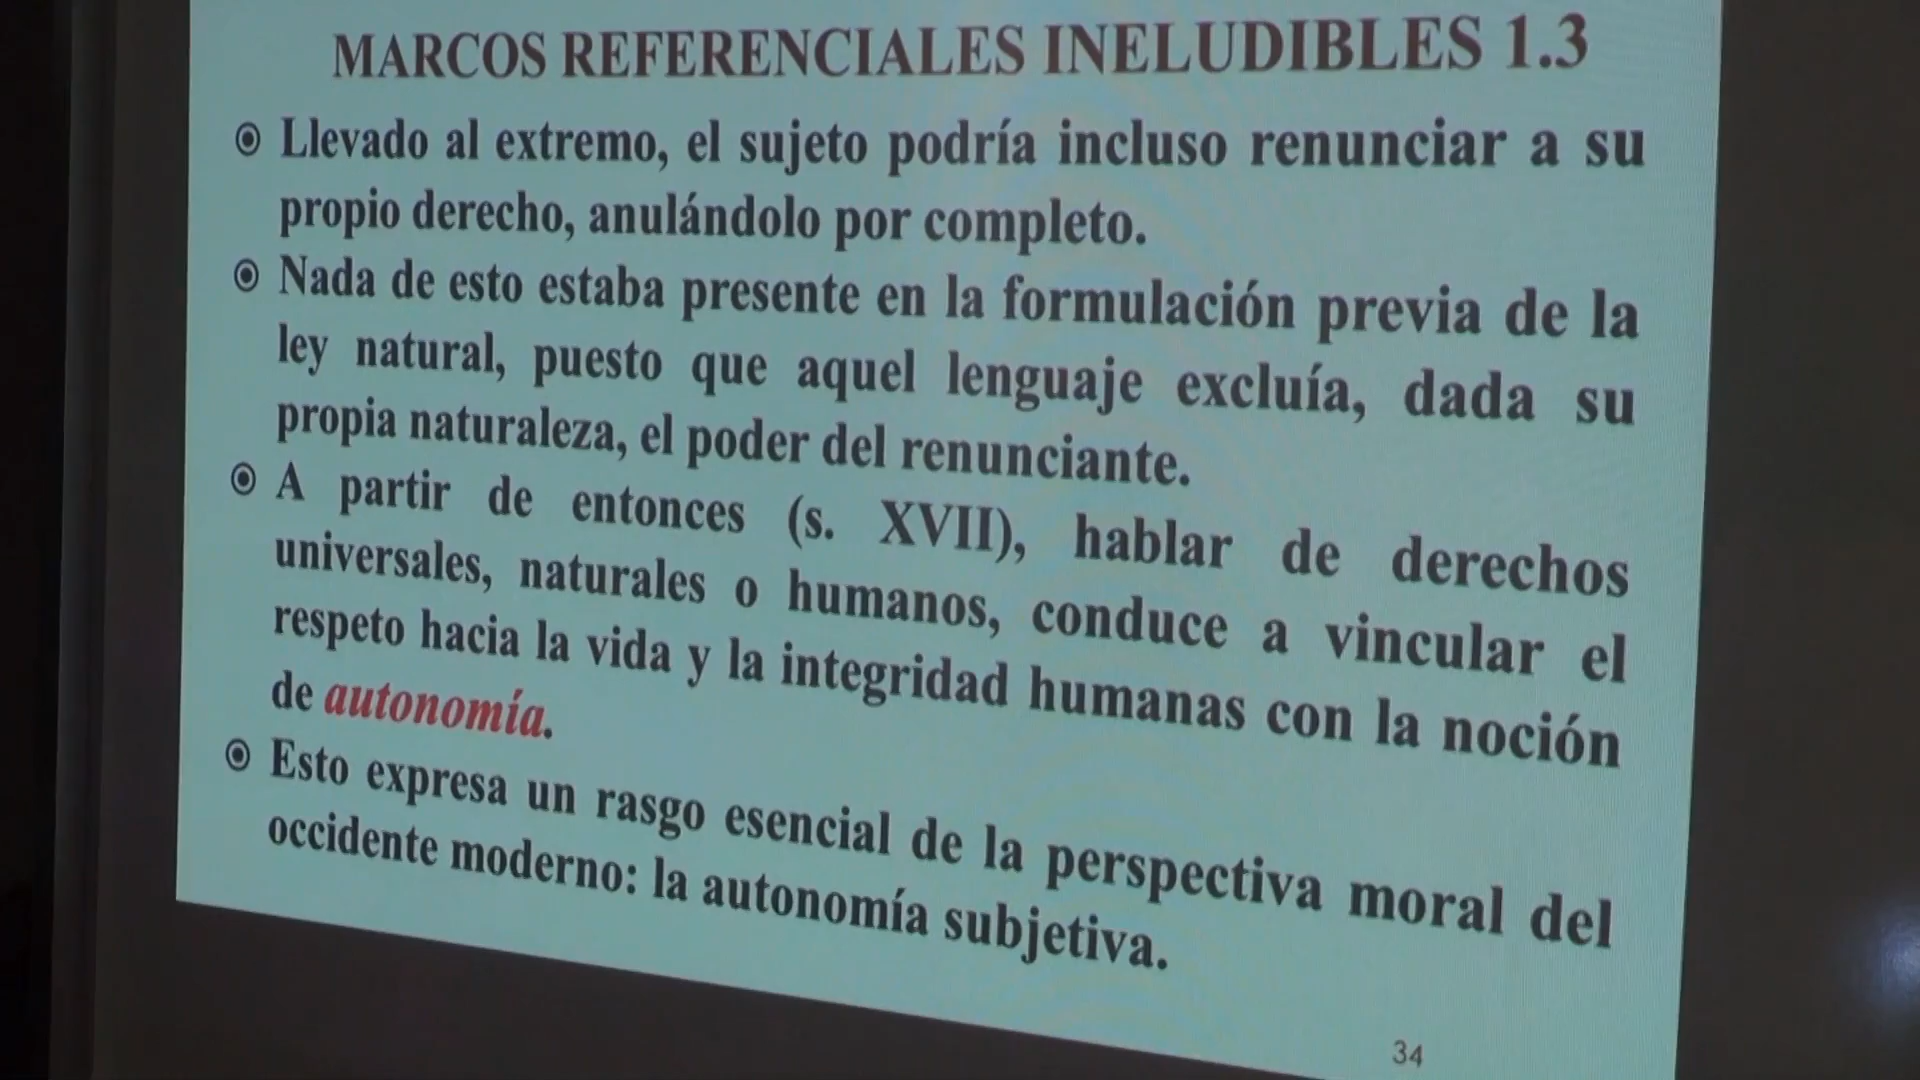 MARCOS REFERENCIALES INELUDIBLES 1.3
Llevado al extremo, el sujeto podría incluso renunciar a su
propio derecho, anulándolo por completo.
Nada de esto estaba presente en la formulación previa de la
ley natural, puesto que aquel lenguaje excluía, dada su
propia naturaleza, el poder del renunciante.
A partir de entonces (s. XVII), hablar de derechos
universales, naturales o humanos, conduce a vincular el
respeto hacia la vida y la integridad humanas con la noción
de autonomía.
Esto expresa un rasgo esencial de la perspectiva moral del
occidente moderno: la autonomía subjetiva.
34